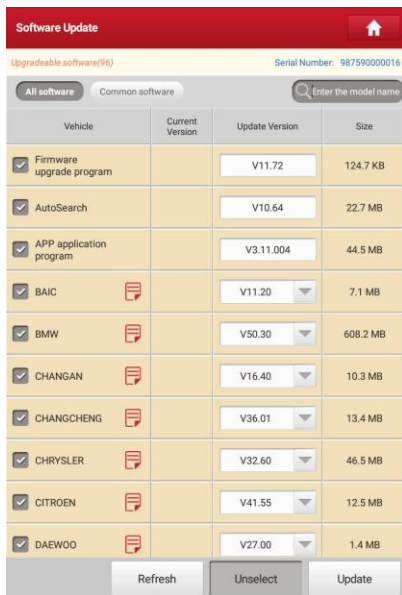 Software Update
Upgradeable software(96) Serial Number: 987590000016
All software Common software Enter the model name
Vehicle Current Version Update Version Size
Firmware upgrade program V11.72 124.7 KB
AutoSearch V10.64 22.7 MB
APP application program V3.11.004 44.5 MB
BAIC V11.20 7.1 MB
BMW V50.30 608.2 MB
CHANGAN V16.40 10.3 MB
CHANGCHENG V36.01 13.4 MB
CHRYSLER V32.60 46.5 MB
CITROEN V41.55 12.5 MB
DAEWOO V27.00 1.4 MB
Refresh Unselect Update